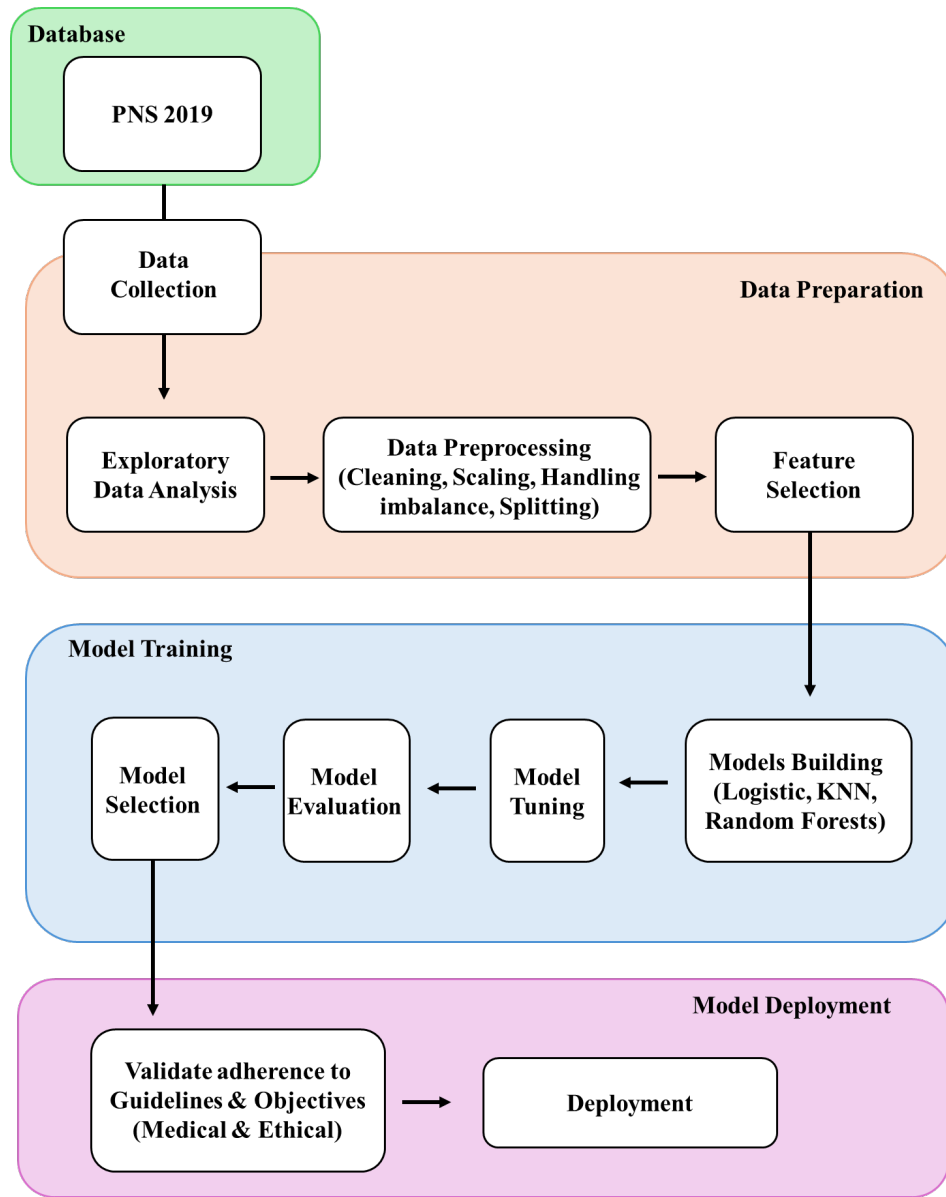 Database
PNS 2019
Data
Collection
Data Preparation
Exploratory
Data Analysis
Data Preprocessing
(Cleaning, Scaling, Handling
imbalance, Splitting)
Feature
Selection
Model Training
Models Building
(Logistic, KNN,
Random Forests)
Model
Tuning
Model
Evaluation
Model
Selection
Model Deployment
Validate adherence to
Guidelines & Objectives
(Medical & Ethical)
Deployment